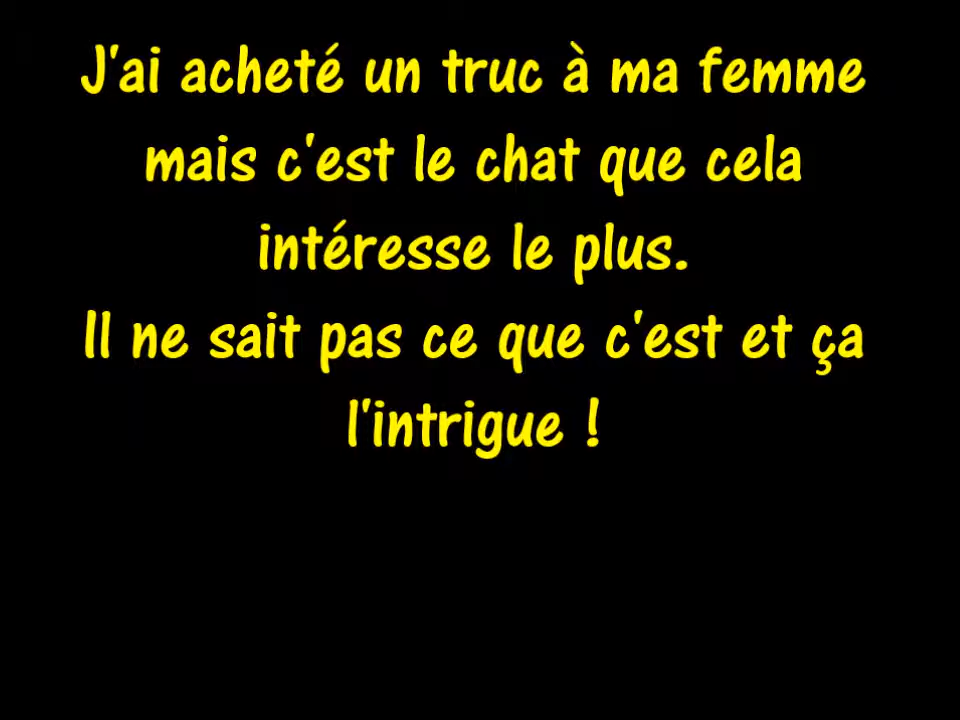 J'ai acheté un truc à ma femme
mais c'est le chat que cela
intéresse le plus.
Il ne sait pas ce que c'est et ça
l'intrigue !